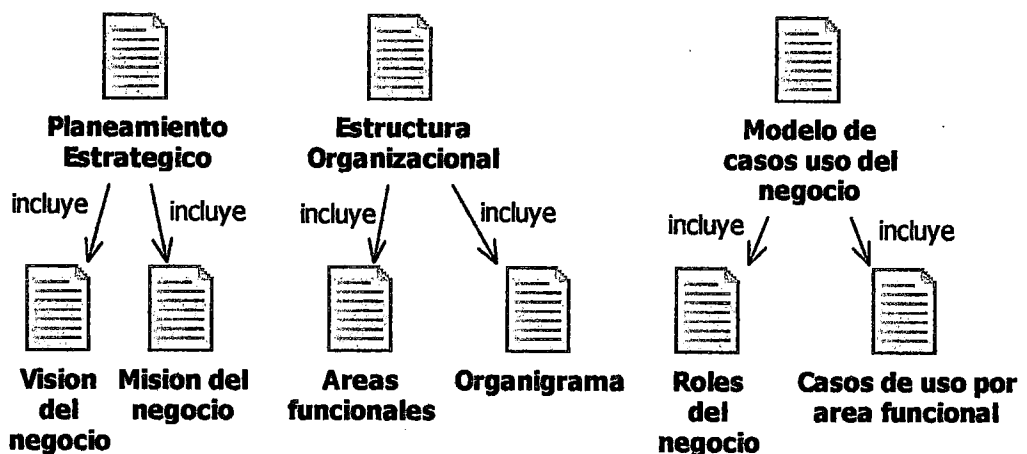 Planeamiento
Estrategico
Estructura
Organizacional
Modelo de
casos uso del
negocio
incluye
incluye
incluye
incluye
incluye
incluye
Vision
del
negocio
Mision del
negocio
Areas
funcionales
Organigrama
Roles
del
negocio
Casos de uso por
area funcional